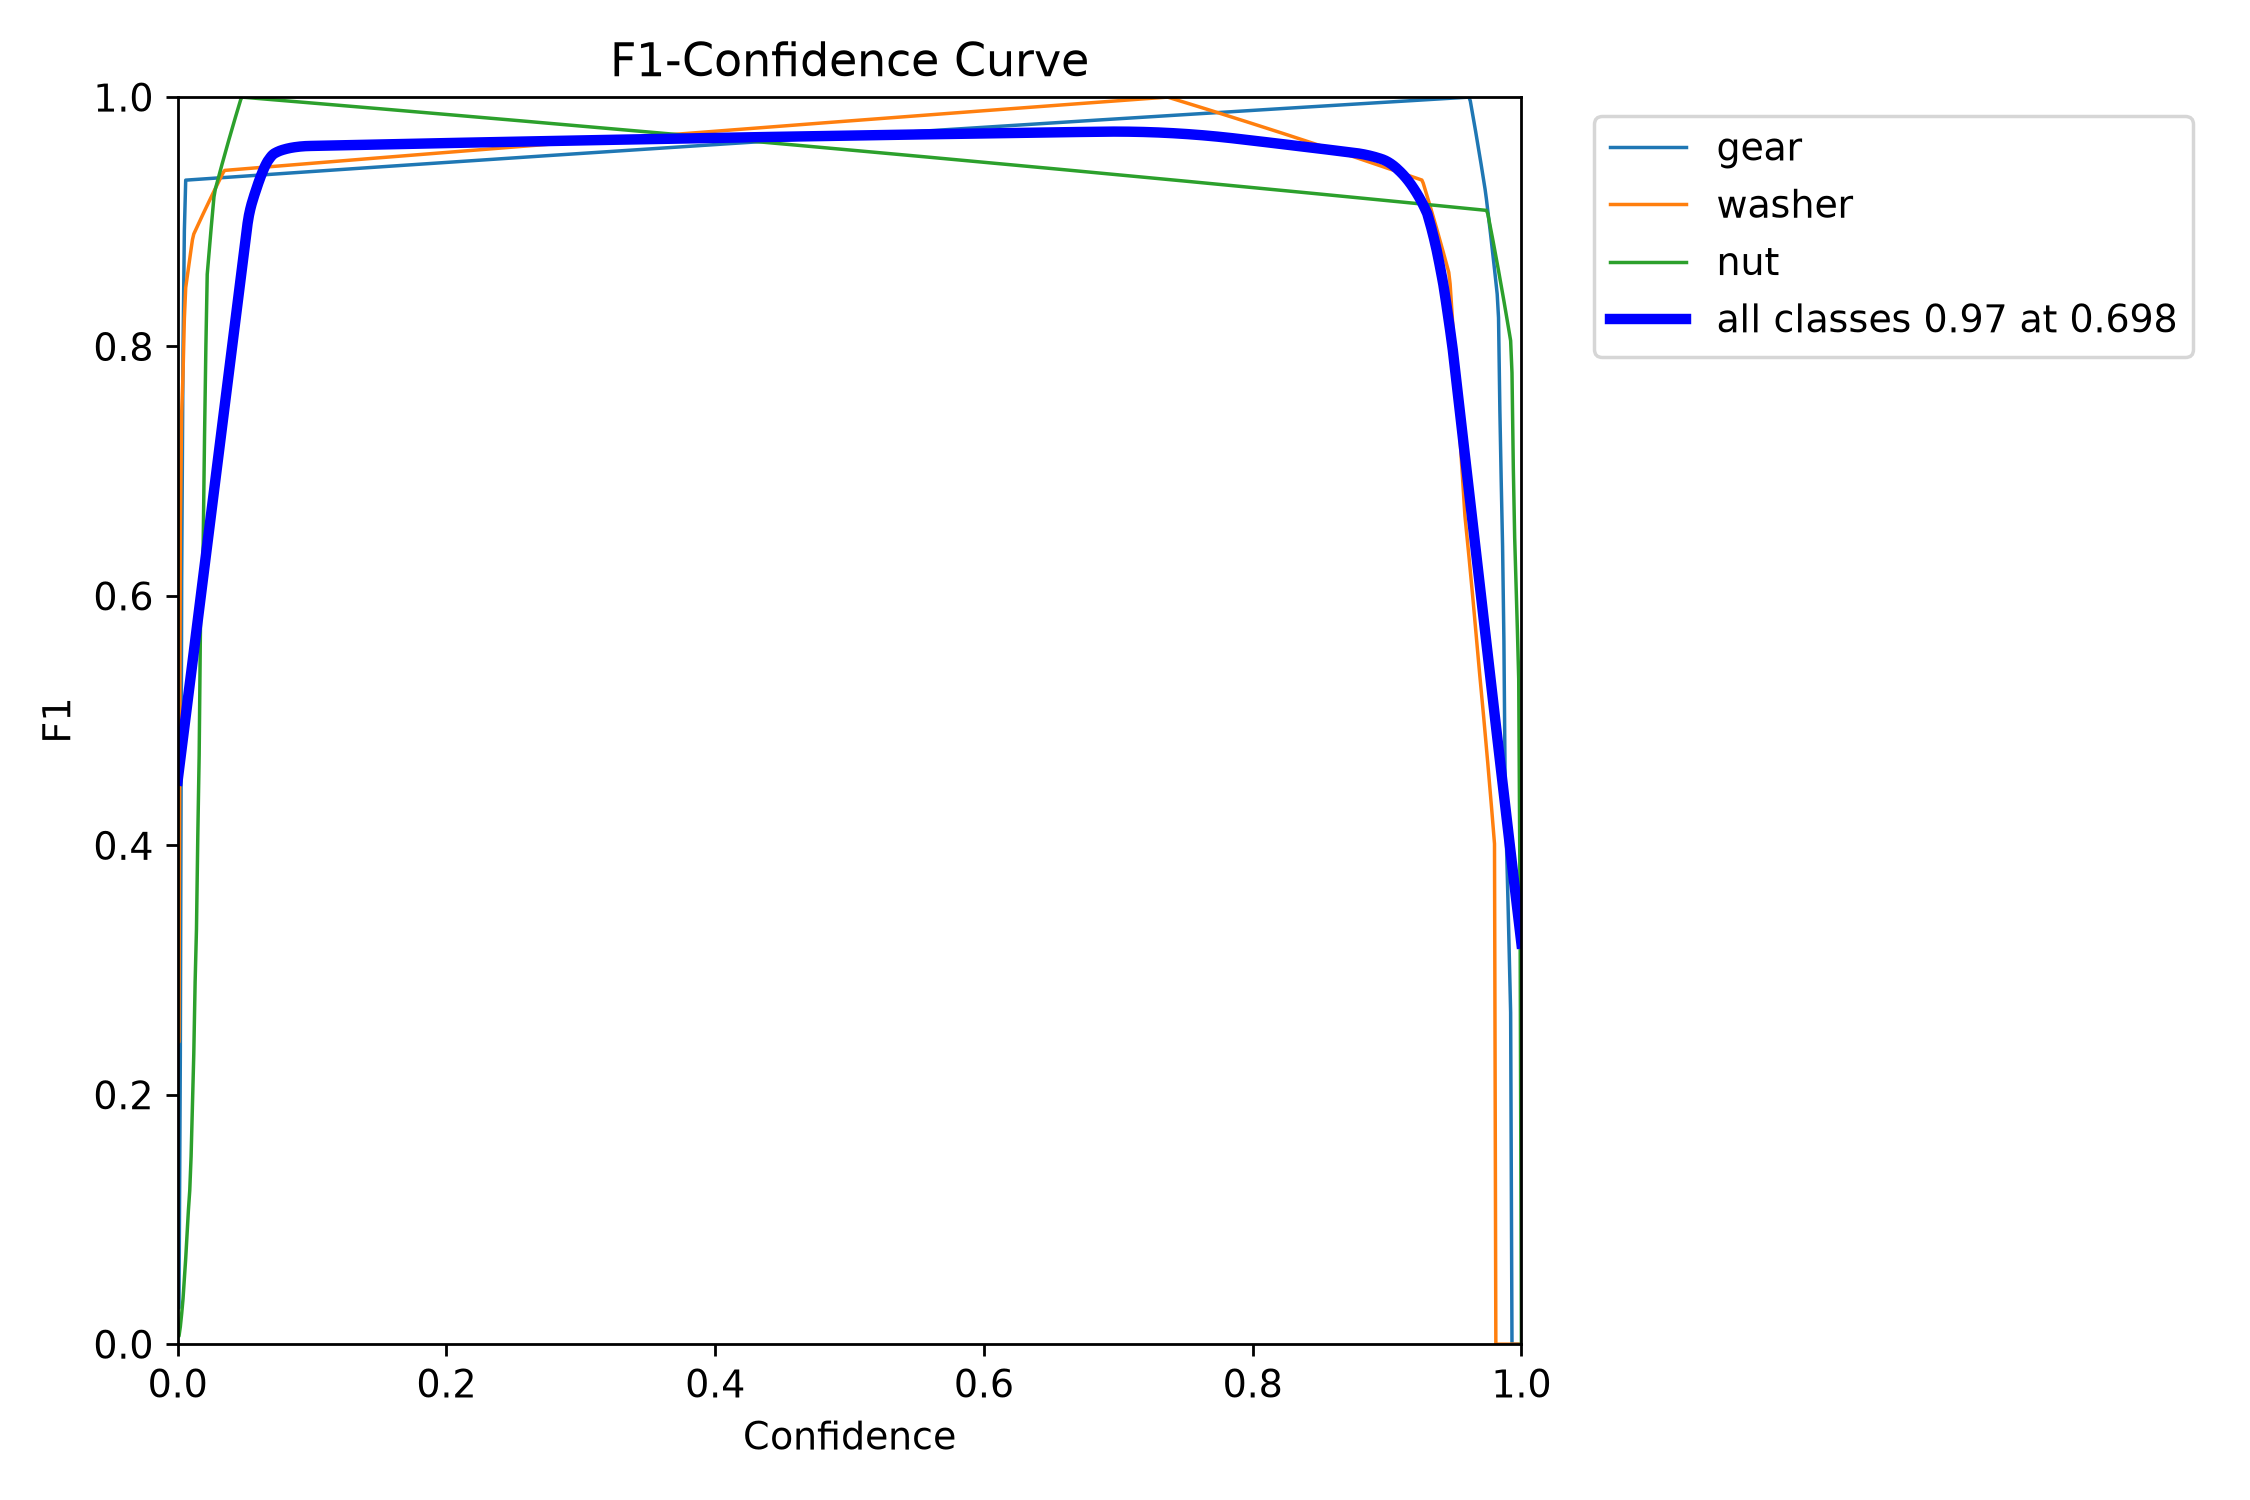 F1-Confidence Curve
1.0
0.8
0.6
0.4
0.2
0.0
F1
0.0 0.2 0.4 0.6 0.8 1.0
Confidence
gear
washer
nut
all classes 0.97 at 0.698